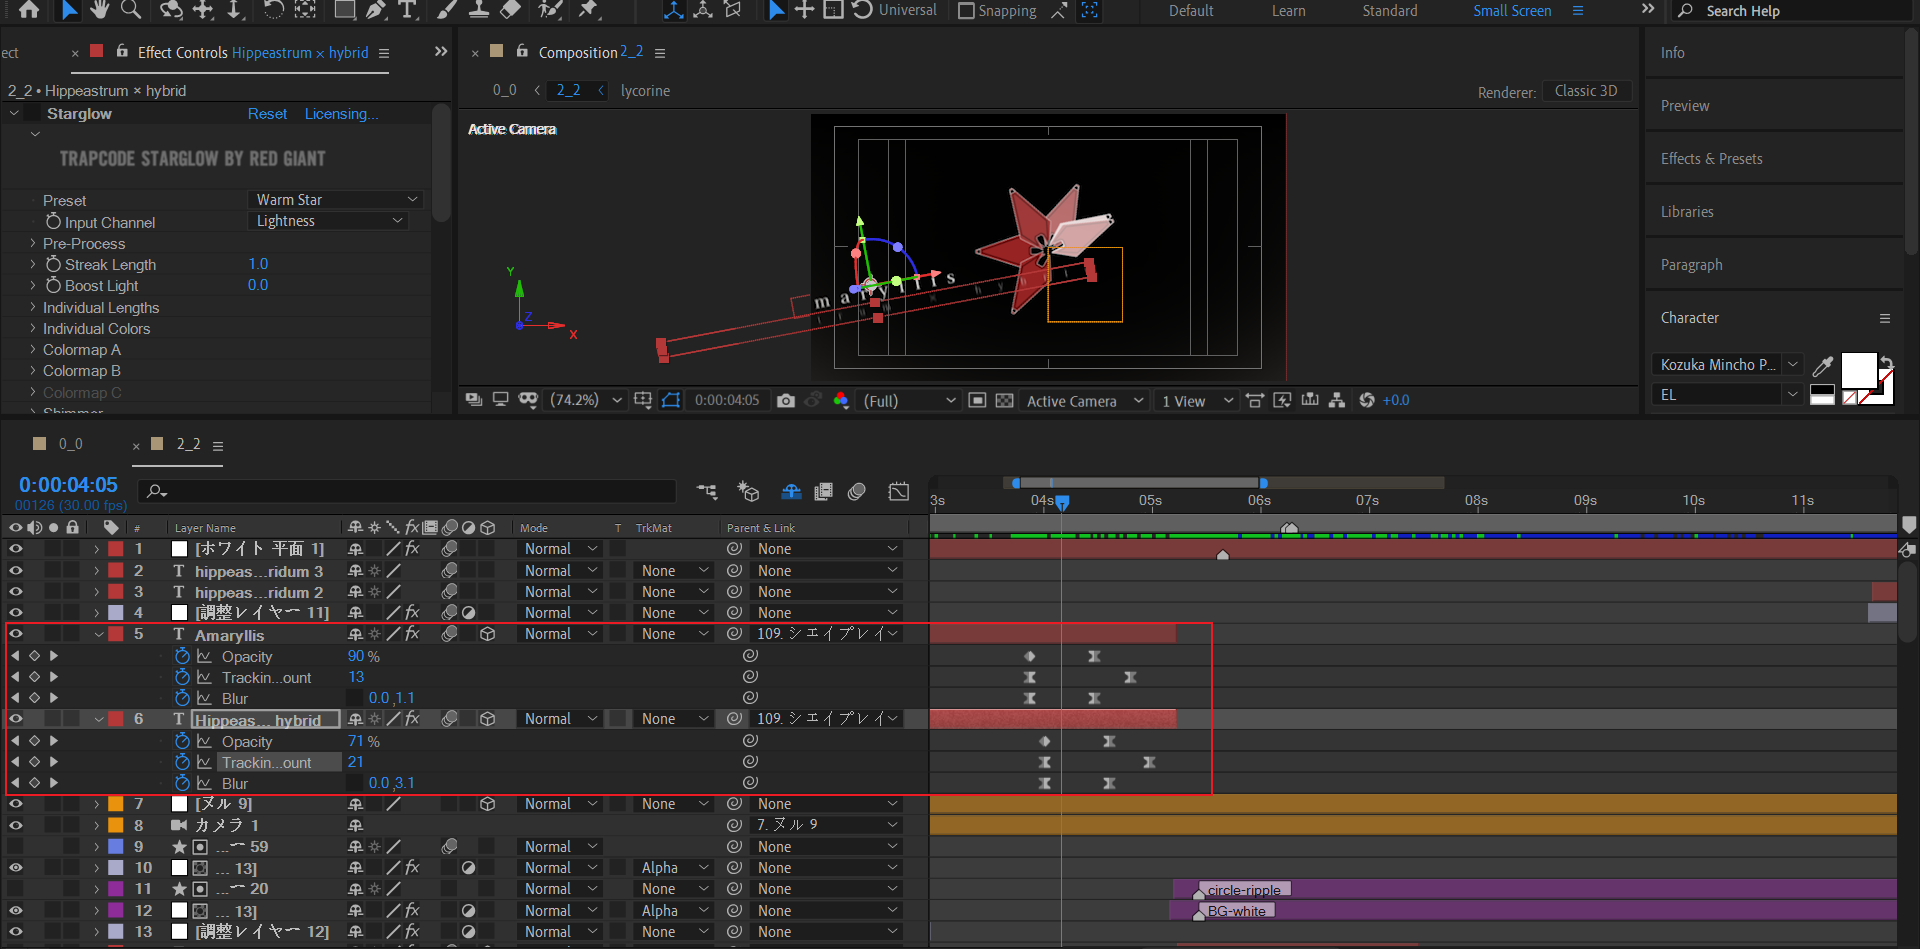 Universal
Snapping
Default
Learn
Standard
Small Screen
Search Help
ect
Effect Controls Hippeastrum × hybrid
Composition 2_2
Info
2_2 • Hippeastrum × hybrid
0_0
2_2
lycorine
Renderer:
Classic 3D
Preview
Starglow
Reset
Licensing...
Active Camera
TRAPCODE STARGLOW BY RED GIANT
Effects & Presets
Preset
Warm Star
Input Channel
Lightness
Libraries
Pre-Process
Streak Length
1.0
Paragraph
Boost Light
0.0
Individual Lengths
Individual Colors
Character
Colormap A
Y
Z
X
Colormap B
Kozuka Mincho P...
Colormap C
EL
Shimmer
(74.2%)
0:00:04:05
(Full)
Active Camera
1 View
+0.0
0_0
2_2
0:00:04:05
00126 (30.00 fps)
3s
04s
05s
06s
07s
08s
09s
10s
11s
#
Layer Name
fx
Mode
T
TrkMat
Parent & Link
1
[ホワイト 平面 1]
fx
Normal
None
2
T
hippeas...ridum 3
Normal
None
None
3
T
hippeas...ridum 2
Normal
None
None
4
[調整レイヤー 11]
fx
Normal
None
None
5
T
Amaryllis
Normal
None
109. シエイプレイ
Opacity
90 %
Trackin...ount
13
Blur
0.0 ,1.1
6
T
Hippeas... hybrid
Normal
None
109. シエイプレイ
Opacity
71 %
Trackin...ount
21
Blur
0.0 ,3.1
7
[ヌル 9]
Normal
None
None
8
カメラ 1
7. ヌル 9
9
...ー 59
Normal
None
10
... 13]
fx
Normal
Alpha
None
11
...ー 20
Normal
None
None
circle-ripple
12
... 13]
fx
Normal
Alpha
None
BG-white
13
[調整レイヤー 12]
fx
Normal
None
None